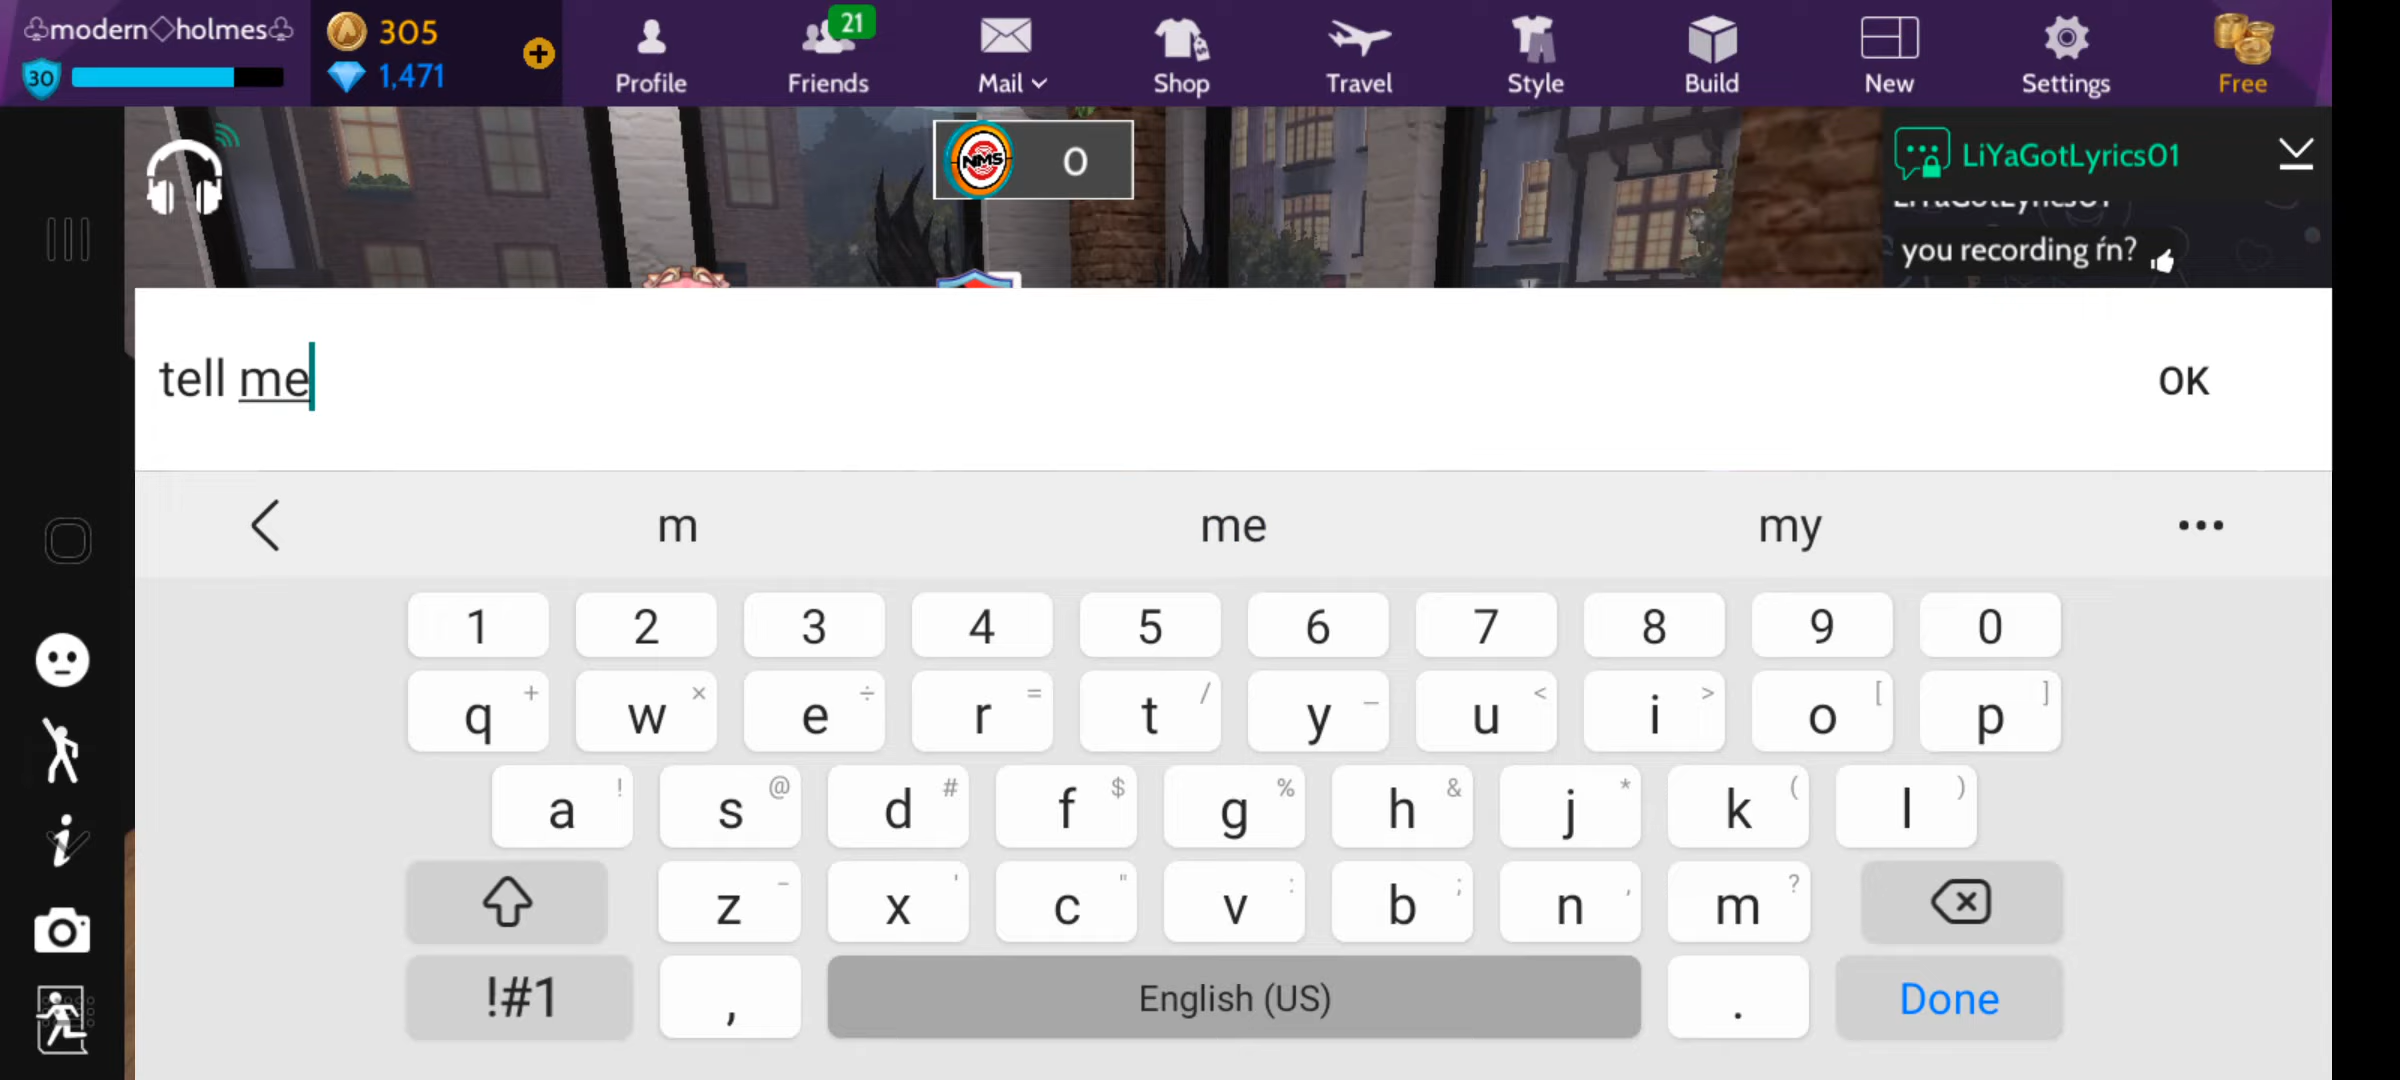 ♧modern◇holmes♧
30
305
1,471
Profile
21
Friends
Mail
Shop
Travel
Style
Build
New
Settings
Free
NMS
0
LiYaGotLyrics01
LiYaGotLyrics01
you recording ŕn?
tell me
OK
m me my
1 2 3 4 5 6 7 8 9 0
q + w × e ÷ r = t / y _ u < i > o [ p ]
a ! s @ d # f $ g % h & j * k ( l )
z - x ' c " v : b ; n , m ?
!#1 , English (US) . Done